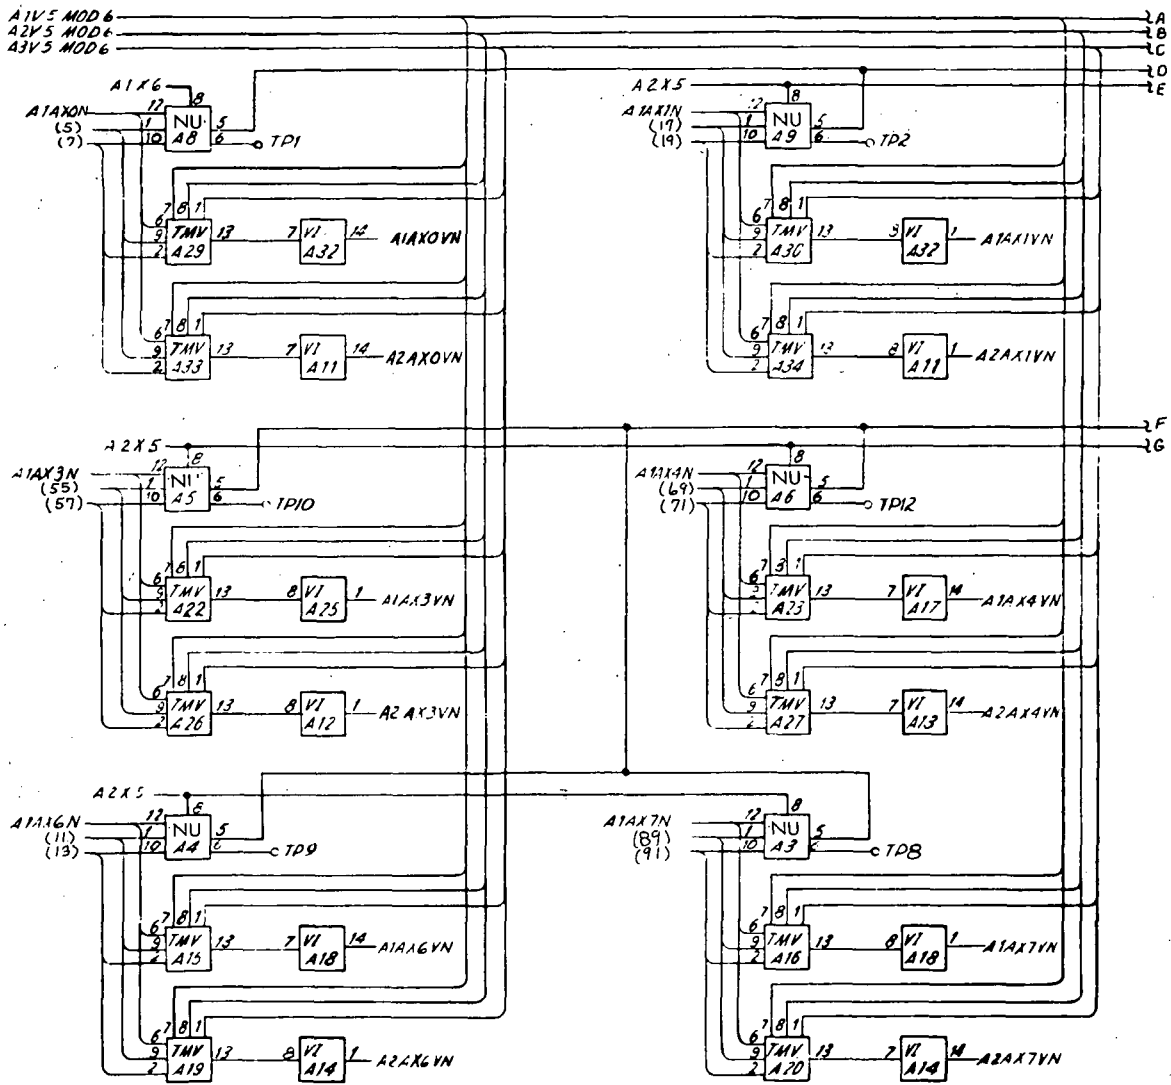 A1V5 MOD6 A
A2V5 MOD6 B
A3V5 MOD6 C
D
A1X6 A2X5 E
8 8
A1AX0N 12 NU 5 A1AX1N 12 NU 5
(5) 1 A8 6 TP1 (17) 1 A9 6 TP2
(7) 10 (19) 10
7 8 1 7 8 1
6 TMV 13 7 VI 14 A1AX0VN 6 TMV 13 8 VI 1 A1AX1VN
9 A29 A32 9 A30 A32
2 2
7 8 1 7 8 1
6 TMV 13 7 VI 14 A2AX0VN 6 TMV 13 8 VI 1 A2AX1VN
9 A33 A11 9 A34 A11
2 2
F
A2X5 8 8 G
A1AX3N 12 5 A1AX4N 12 NU 5
(55) 1 A5 6 TP10 (69) 1 A6 6 TP12
(57) 10 (71) 10
7 6 1 7 3 1
6 TMV 13 8 VI 1 A1AX3VN 6 TMV 13 7 VI 14 A1AX4VN
9 A22 A25 A23 A17
7 8 1 7 8 1
6 TMV 13 8 VI 1 A2AX3VN 6 TMV 13 7 VI 14 A2AX4VN
9 A26 A12 9 A27 A13
2
A2X5 8 8
A1AX6N 12 NU 5 A1AX7N 12 NU 5
(11) 1 A4 TP9 (89) 1 A3 TP8
(13) 10 (91) 10
7 8 1 7 8 1
6 TMV 13 7 VI 14 A1AX6VN 6 TMV 13 8 VI 1 A1AX7VN
9 A15 A18 9 A16 A18
2 2
7 8 1 7 8 1
6 TMV 13 8 VI 1 A2AX6VN 6 TMV 13 7 VI 14 A2AX7VN
9 A19 A14 9 A20 A14
2 2